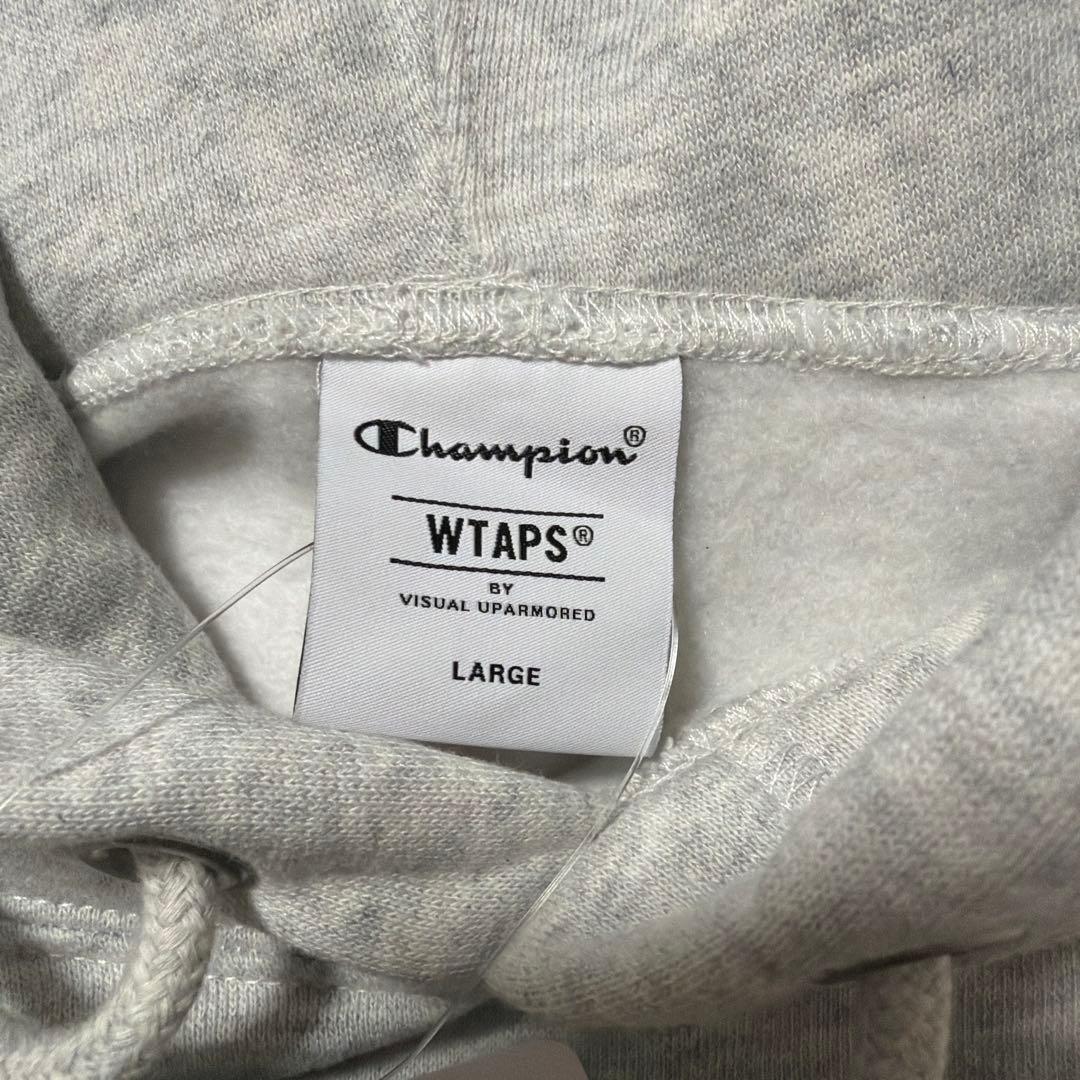 Champion®
WTAPS®
BY
VISUAL UPARMORED
LARGE